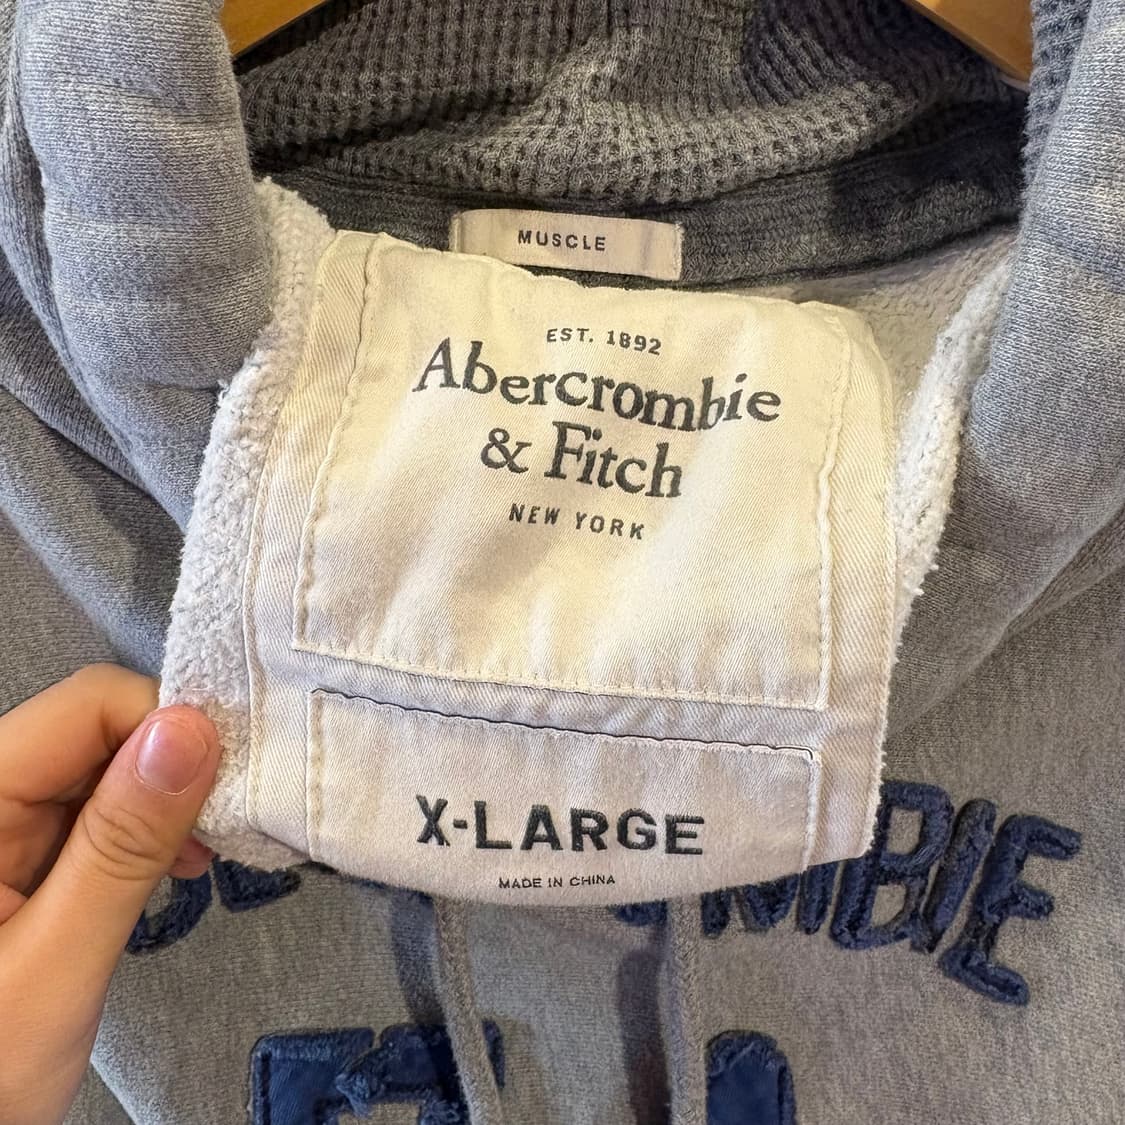 MUSCLE
EST. 1892
Abercrombie
& Fitch
NEW YORK
X-LARGE
MADE IN CHINA